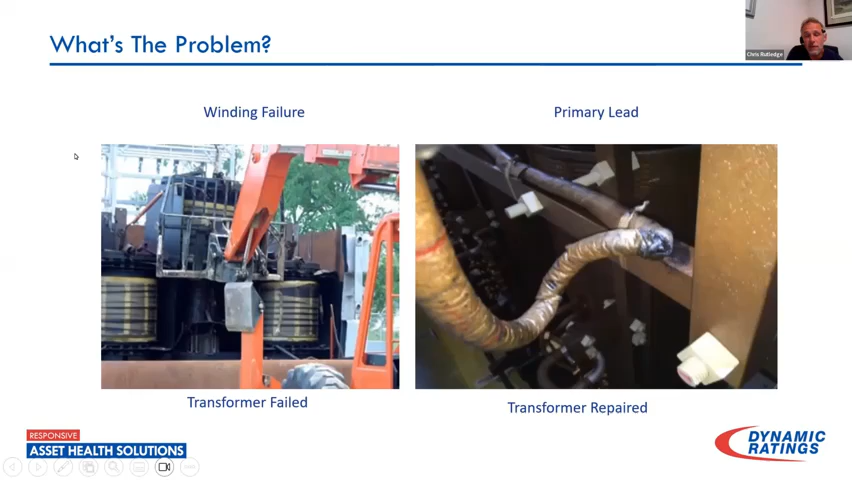 What's The Problem?
Chris Rutledge
Winding Failure
Primary Lead
Transformer Failed
Transformer Repaired
RESPONSIVE
ASSET HEALTH SOLUTIONS
DYNAMIC
RATINGS